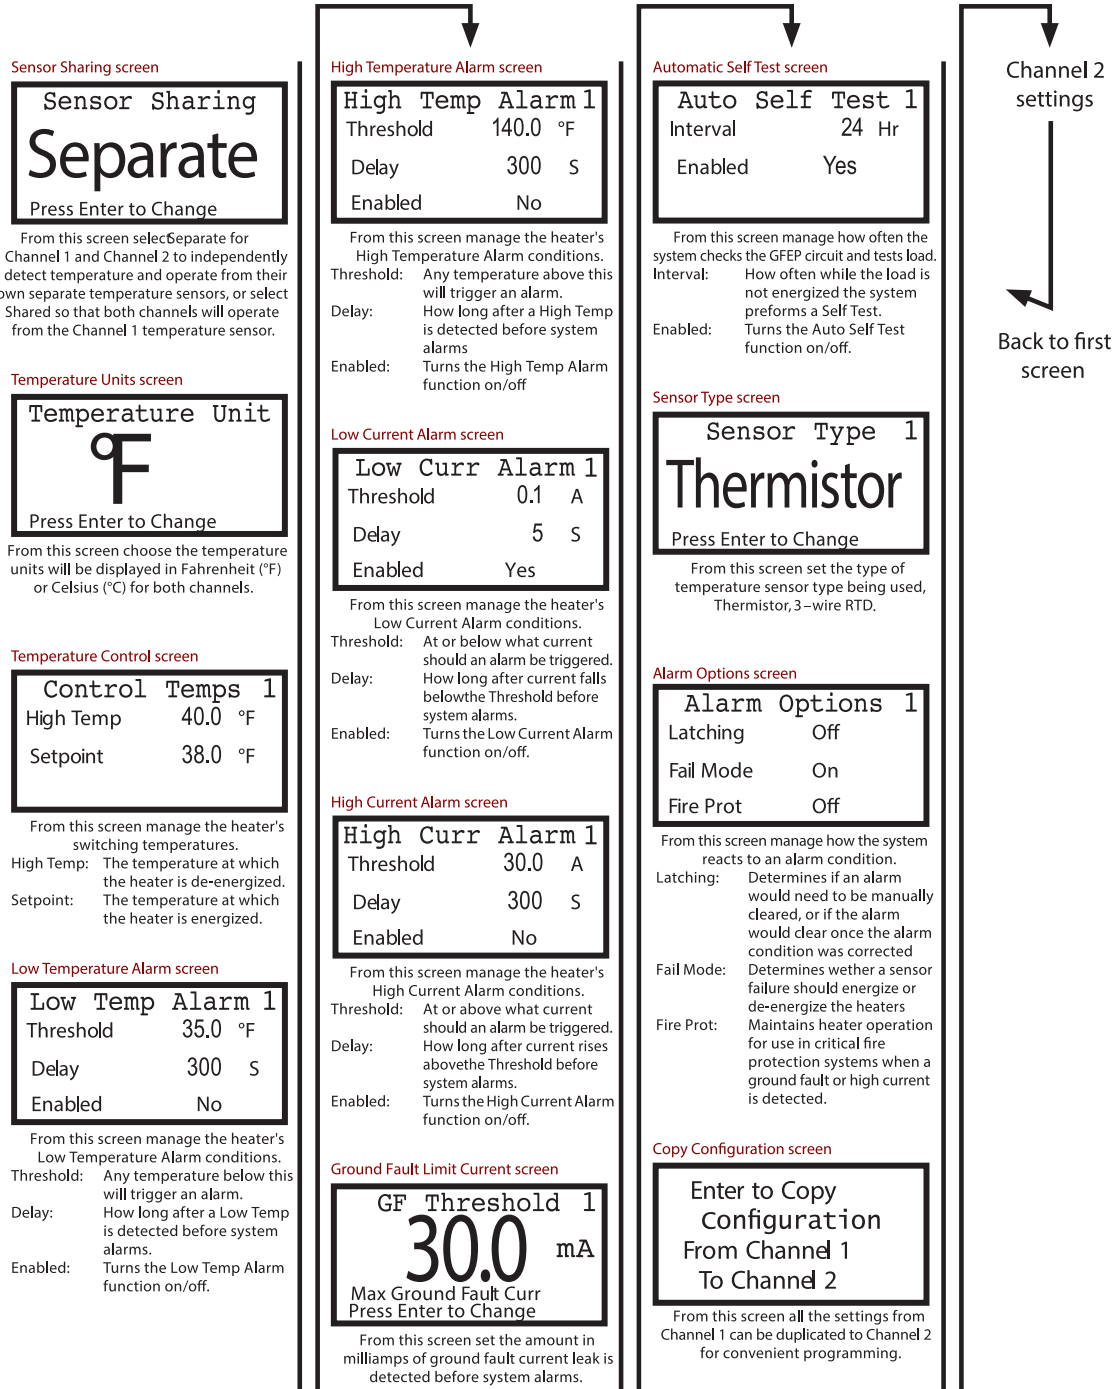 Sensor Sharing screen
Sensor Sharing
Separate
Press Enter to Change
From this screen selectSeparate for
Channel 1 and Channel 2 to independently
detect temperature and operate from their
own separate temperature sensors, or select
Shared so that both channels will operate
from the Channel 1 temperature sensor.
Temperature Units screen
Temperature Unit
°F
Press Enter to Change
From this screen choose the temperature
units will be displayed in Fahrenheit (°F)
or Celsius (°C) for both channels.
Temperature Control screen
Control Temps 1
High Temp 40.0 °F
Setpoint 38.0 °F
From this screen manage the heater's
switching temperatures.
High Temp: The temperature at which
the heater is de-energized.
Setpoint: The temperature at which
the heater is energized.
Low Temperature Alarm screen
Low Temp Alarm 1
Threshold 35.0 °F
Delay 300 S
Enabled No
From this screen manage the heater's
Low Temperature Alarm conditions.
Threshold: Any temperature below this
will trigger an alarm.
Delay: How long after a Low Temp
is detected before system
alarms.
Enabled: Turns the Low Temp Alarm
function on/off.
High Temperature Alarm screen
High Temp Alarm 1
Threshold 140.0 °F
Delay 300 S
Enabled No
From this screen manage the heater's
High Temperature Alarm conditions.
Threshold: Any temperature above this
will trigger an alarm.
Delay: How long after a High Temp
is detected before system
alarms
Enabled: Turns the High Temp Alarm
function on/off
Low Current Alarm screen
Low Curr Alarm 1
Threshold 0.1 A
Delay 5 S
Enabled Yes
From this screen manage the heater's
Low Current Alarm conditions.
Threshold: At or below what current
should an alarm be triggered.
Delay: How long after current falls
belowthe Threshold before
system alarms.
Enabled: Turns the Low Current Alarm
function on/off.
High Current Alarm screen
High Curr Alarm 1
Threshold 30.0 A
Delay 300 S
Enabled No
From this screen manage the heater's
High Current Alarm conditions.
Threshold: At or above what current
should an alarm be triggered.
Delay: How long after current rises
abovethe Threshold before
system alarms.
Enabled: Turns the High Current Alarm
function on/off.
Ground Fault Limit Current screen
GF Threshold 1
30.0 mA
Max Ground Fault Curr
Press Enter to Change
From this screen set the amount in
milliamps of ground fault current leak is
detected before system alarms.
Automatic Self Test screen
Auto Self Test 1
Interval 24 Hr
Enabled Yes
From this screen manage how often the
system checks the GFEP circuit and tests load.
Interval: How often while the load is
not energized the system
preforms a Self Test.
Enabled: Turns the Auto Self Test
function on/off.
Sensor Type screen
Sensor Type 1
Thermistor
Press Enter to Change
From this screen set the type of
temperature sensor type being used,
Thermistor, 3-wire RTD.
Alarm Options screen
Alarm Options 1
Latching Off
Fail Mode On
Fire Prot Off
From this screen manage how the system
reacts to an alarm condition.
Latching: Determines if an alarm
would need to be manually
cleared, or if the alarm
would clear once the alarm
condition was corrected
Fail Mode: Determines wether a sensor
failure should energize or
de-energize the heaters
Fire Prot: Maintains heater operation
for use in critical fire
protection systems when a
ground fault or high current
is detected.
Copy Configuration screen
Enter to Copy
Configuration
From Channel 1
To Channel 2
From this screen all the settings from
Channel 1 can be duplicated to Channel 2
for convenient programming.
Channel 2
settings
Back to first
screen